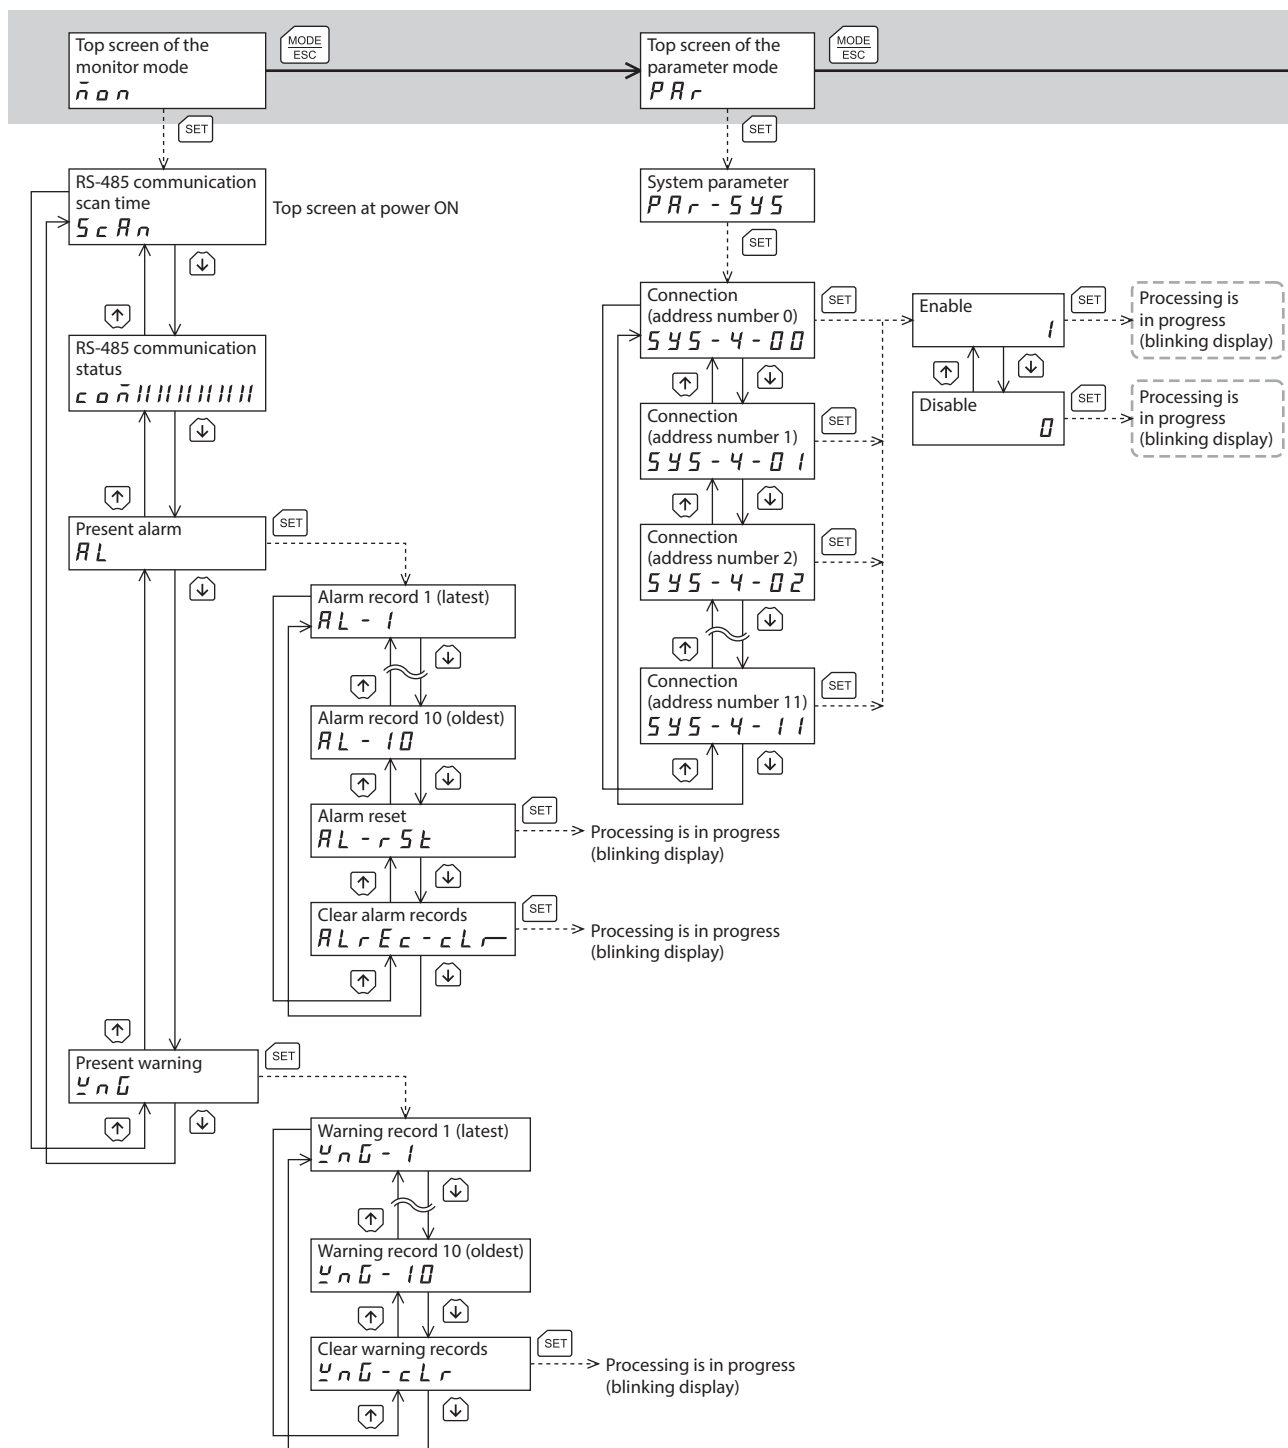 Top screen of the
monitor mode
mon
MODE
ESC
Top screen of the
parameter mode
PAr
MODE
ESC
SET
SET
RS-485 communication
scan time
ScAn
Top screen at power ON
System parameter
PAr-SYS
SET
Connection
(address number 0)
SYS-4-00
SET
Enable
1
SET
Processing is
in progress
(blinking display)
RS-485 communication
status
com
Disable
0
SET
Processing is
in progress
(blinking display)
Connection
(address number 1)
SYS-4-01
SET
Present alarm
AL
SET
Connection
(address number 2)
SYS-4-02
SET
Alarm record 1 (latest)
AL-1
Connection
(address number 11)
SYS-4-11
SET
Alarm record 10 (oldest)
AL-10
Alarm reset
AL-rSt
SET
Processing is in progress
(blinking display)
Clear alarm records
ALrEc-cLr
SET
Processing is in progress
(blinking display)
Present warning
WnG
SET
Warning record 1 (latest)
WnG-1
Warning record 10 (oldest)
WnG-10
Clear warning records
WnG-cLr
SET
Processing is in progress
(blinking display)